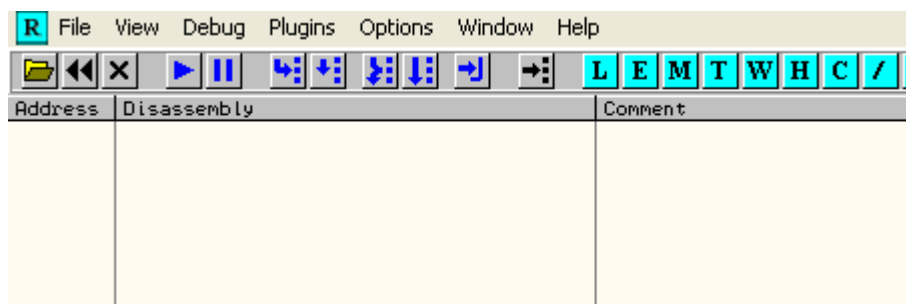 R File View Debug Plugins Options Window Help
L E M T W H C /
Address Disassembly Comment